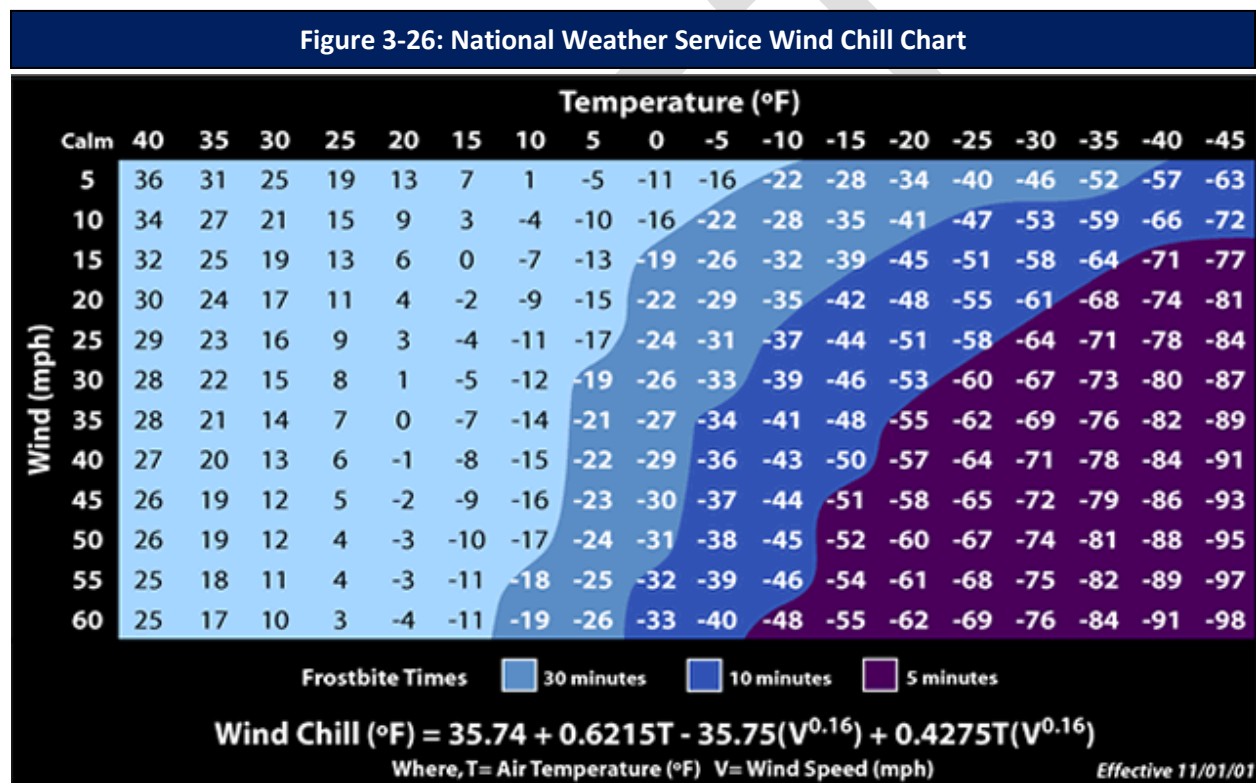 Figure 3-26: National Weather Service Wind Chill Chart
Temperature (ºF)
Calm 40 35 30 25 20 15 10 5 0 -5 -10 -15 -20 -25 -30 -35 -40 -45
5 36 31 25 19 13 7 1 -5 -11 -16 -22 -28 -34 -40 -46 -52 -57 -63
10 34 27 21 15 9 3 -4 -10 -16 -22 -28 -35 -41 -47 -53 -59 -66 -72
15 32 25 19 13 6 0 -7 -13 -19 -26 -32 -39 -45 -51 -58 -64 -71 -77
20 30 24 17 11 4 -2 -9 -15 -22 -29 -35 -42 -48 -55 -61 -68 -74 -81
25 29 23 16 9 3 -4 -11 -17 -24 -31 -37 -44 -51 -58 -64 -71 -78 -84
30 28 22 15 8 1 -5 -12 -19 -26 -33 -39 -46 -53 -60 -67 -73 -80 -87
35 28 21 14 7 0 -7 -14 -21 -27 -34 -41 -48 -55 -62 -69 -76 -82 -89
40 27 20 13 6 -1 -8 -15 -22 -29 -36 -43 -50 -57 -64 -71 -78 -84 -91
45 26 19 12 5 -2 -9 -16 -23 -30 -37 -44 -51 -58 -65 -72 -79 -86 -93
50 26 19 12 4 -3 -10 -17 -24 -31 -38 -45 -52 -60 -67 -74 -81 -88 -95
55 25 18 11 4 -3 -11 -18 -25 -32 -39 -46 -54 -61 -68 -75 -82 -89 -97
60 25 17 10 3 -4 -11 -19 -26 -33 -40 -48 -55 -62 -69 -76 -84 -91 -98
Wind (mph)
Frostbite Times 30 minutes 10 minutes 5 minutes
Wind Chill (ºF) = 35.74 + 0.6215T - 35.75(V^0.16) + 0.4275T(V^0.16)
Where, T= Air Temperature (ºF) V= Wind Speed (mph) Effective 11/01/01